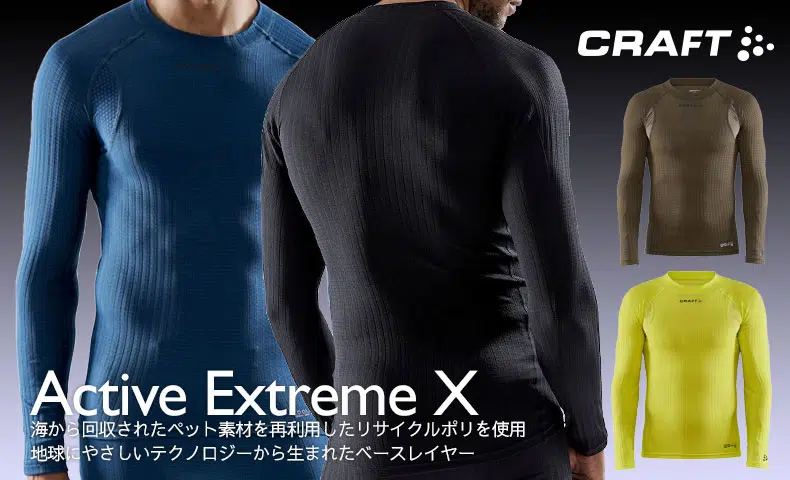 CRAFT
Active Extreme X
海から回収されたペット素材を再利用したリサイクルポリを使用
地球にやさしいテクノロジーから生まれたベースレイヤー
CRAFT